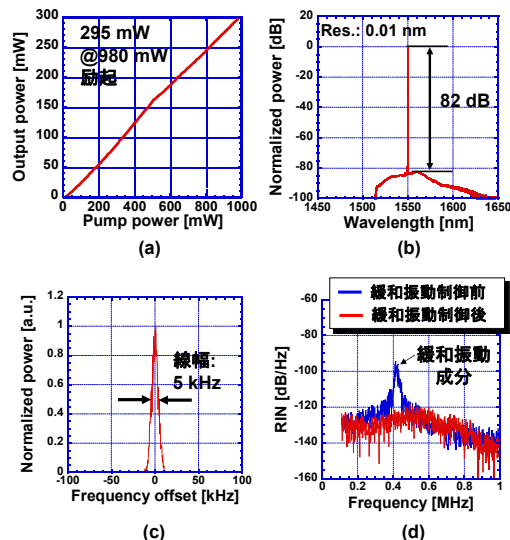 300
250
200
150
100
50
0
Output power [mW]
295 mW
@980 mW
励起
0 200 400 600 800 1000
Pump power [mW]
(a)
20
0
-20
-40
-60
-80
-100
Normalized power [dB]
Res.: 0.01 nm
82 dB
1450 1500 1550 1600 1650
Wavelength [nm]
(b)
1.2
1.0
0.8
0.6
0.4
0.2
0
Normalized power [a.u.]
線幅:
5 kHz
-100 -50 0 50 100
Frequency offset [kHz]
(c)
緩和振動制御前
緩和振動制御後
-60
-80
-100
-120
-140
-160
RIN [dB/Hz]
緩和振動
成分
0 0.2 0.4 0.6 0.8 1
Frequency [MHz]
(d)